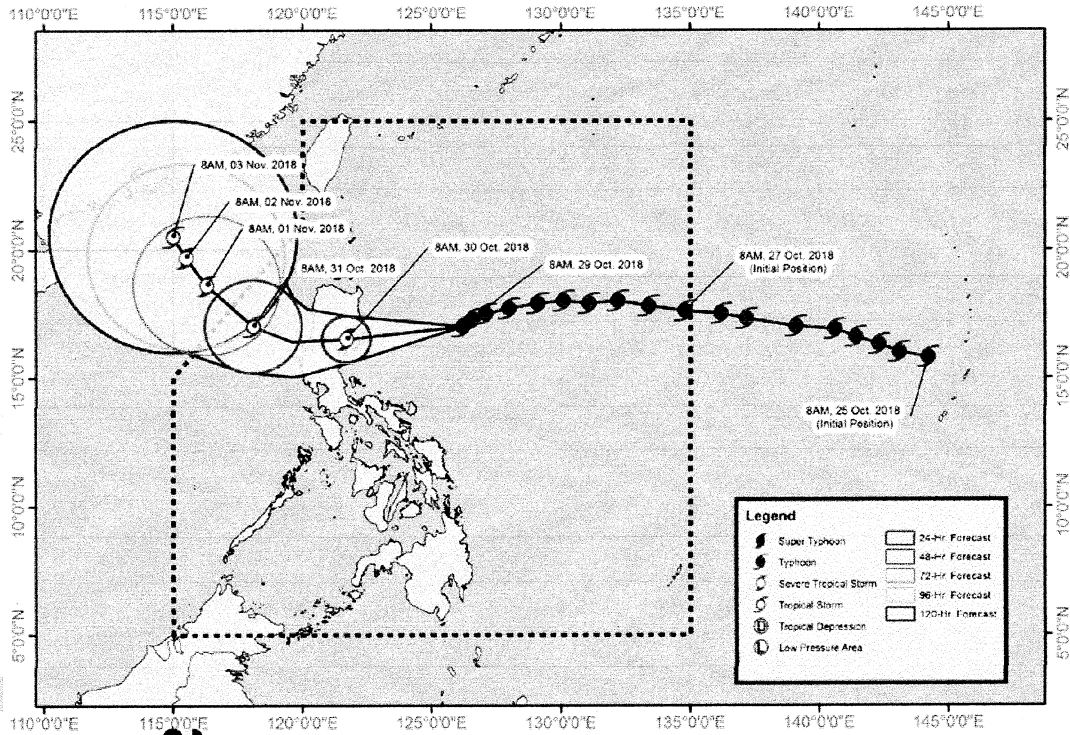 110°0'0"E 115°0'0"E 120°0'0"E 125°0'0"E 130°0'0"E 135°0'0"E 140°0'0"E 145°0'0"E
25°0'0"N 25°0'0"N
8AM, 03 Nov. 2018
8AM, 02 Nov. 2018
8AM, 01 Nov. 2018
8AM, 30 Oct. 2018
8AM, 31 Oct. 2018
8AM, 29 Oct. 2018
8AM, 27 Oct. 2018
(Initial Position)
20°0'0"N 20°0'0"N
15°0'0"N 15°0'0"N
8AM, 25 Oct. 2018
(Initial Position)
10°0'0"N 10°0'0"N
5°0'0"N 5°0'0"N
Legend
Super Typhoon
Typhoon
Severe Tropical Storm
Tropical Storm
Tropical Depression
Low Pressure Area
24-Hr. Forecast
48-Hr. Forecast
72-Hr. Forecast
96-Hr. Forecast
120-Hr. Forecast
110°0'0"E 115°0'0"E 120°0'0"E 125°0'0"E 130°0'0"E 135°0'0"E 140°0'0"E 145°0'0"E